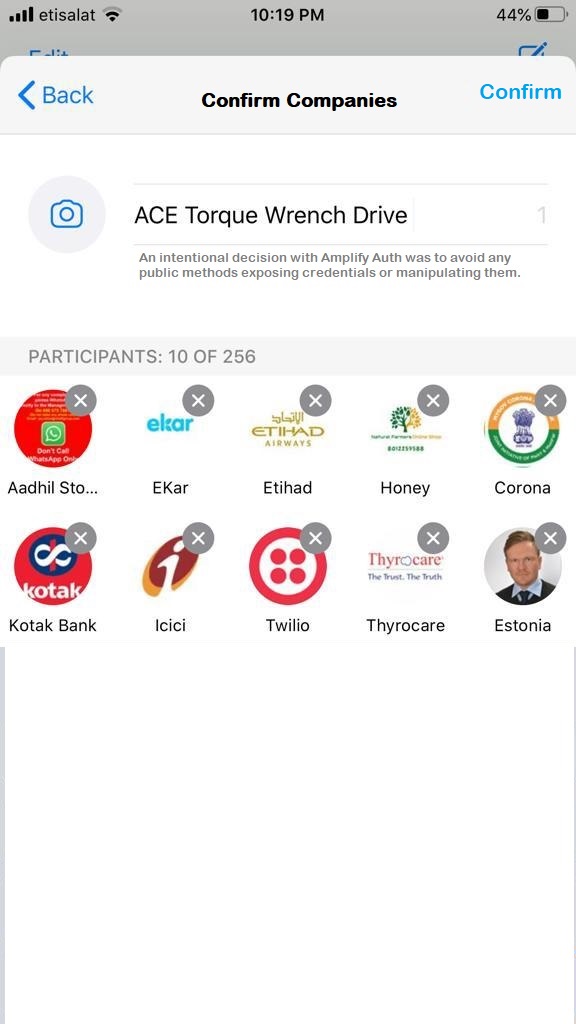 etisalat 10:19 PM 44%
Edit
Back Confirm Companies Confirm
ACE Torque Wrench Drive 1
An intentional decision with Amplify Auth was to avoid any
public methods exposing credentials or manipulating them.
PARTICIPANTS: 10 OF 256
Don't Call
WhatsApp Only
ekar
الإتحاد
ETIHAD
AIRWAYS
Natural Farmers Online Shop
8012259588
Aadhil Sto... EKar Etihad Honey Corona
kotak
Thyrocare
The Trust. The Truth
Kotak Bank Icici Twilio Thyrocare Estonia